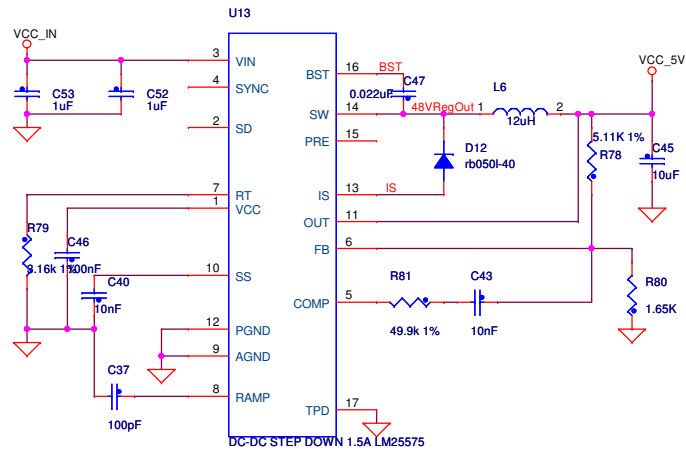 U13
VCC_IN
VCC_5V
3
VIN
4
SYNC
2
SD
7
RT
1
VCC
10
SS
12
PGND
9
AGND
8
RAMP
16
BST
BST
14
SW
48VRegOut
15
PRE
13
IS
IS
11
OUT
6
FB
5
COMP
17
TPD
C53
1uF
C52
1uF
C47
0.022uF
L6
1
2
12uH
D12
rb050l-40
5.11K 1%
R78
C45
10uF
R79
3.16k 1%
C46
100nF
C40
10nF
C37
100pF
R81
49.9k 1%
C43
10nF
R80
1.65K
DC-DC STEP DOWN 1.5A LM25575